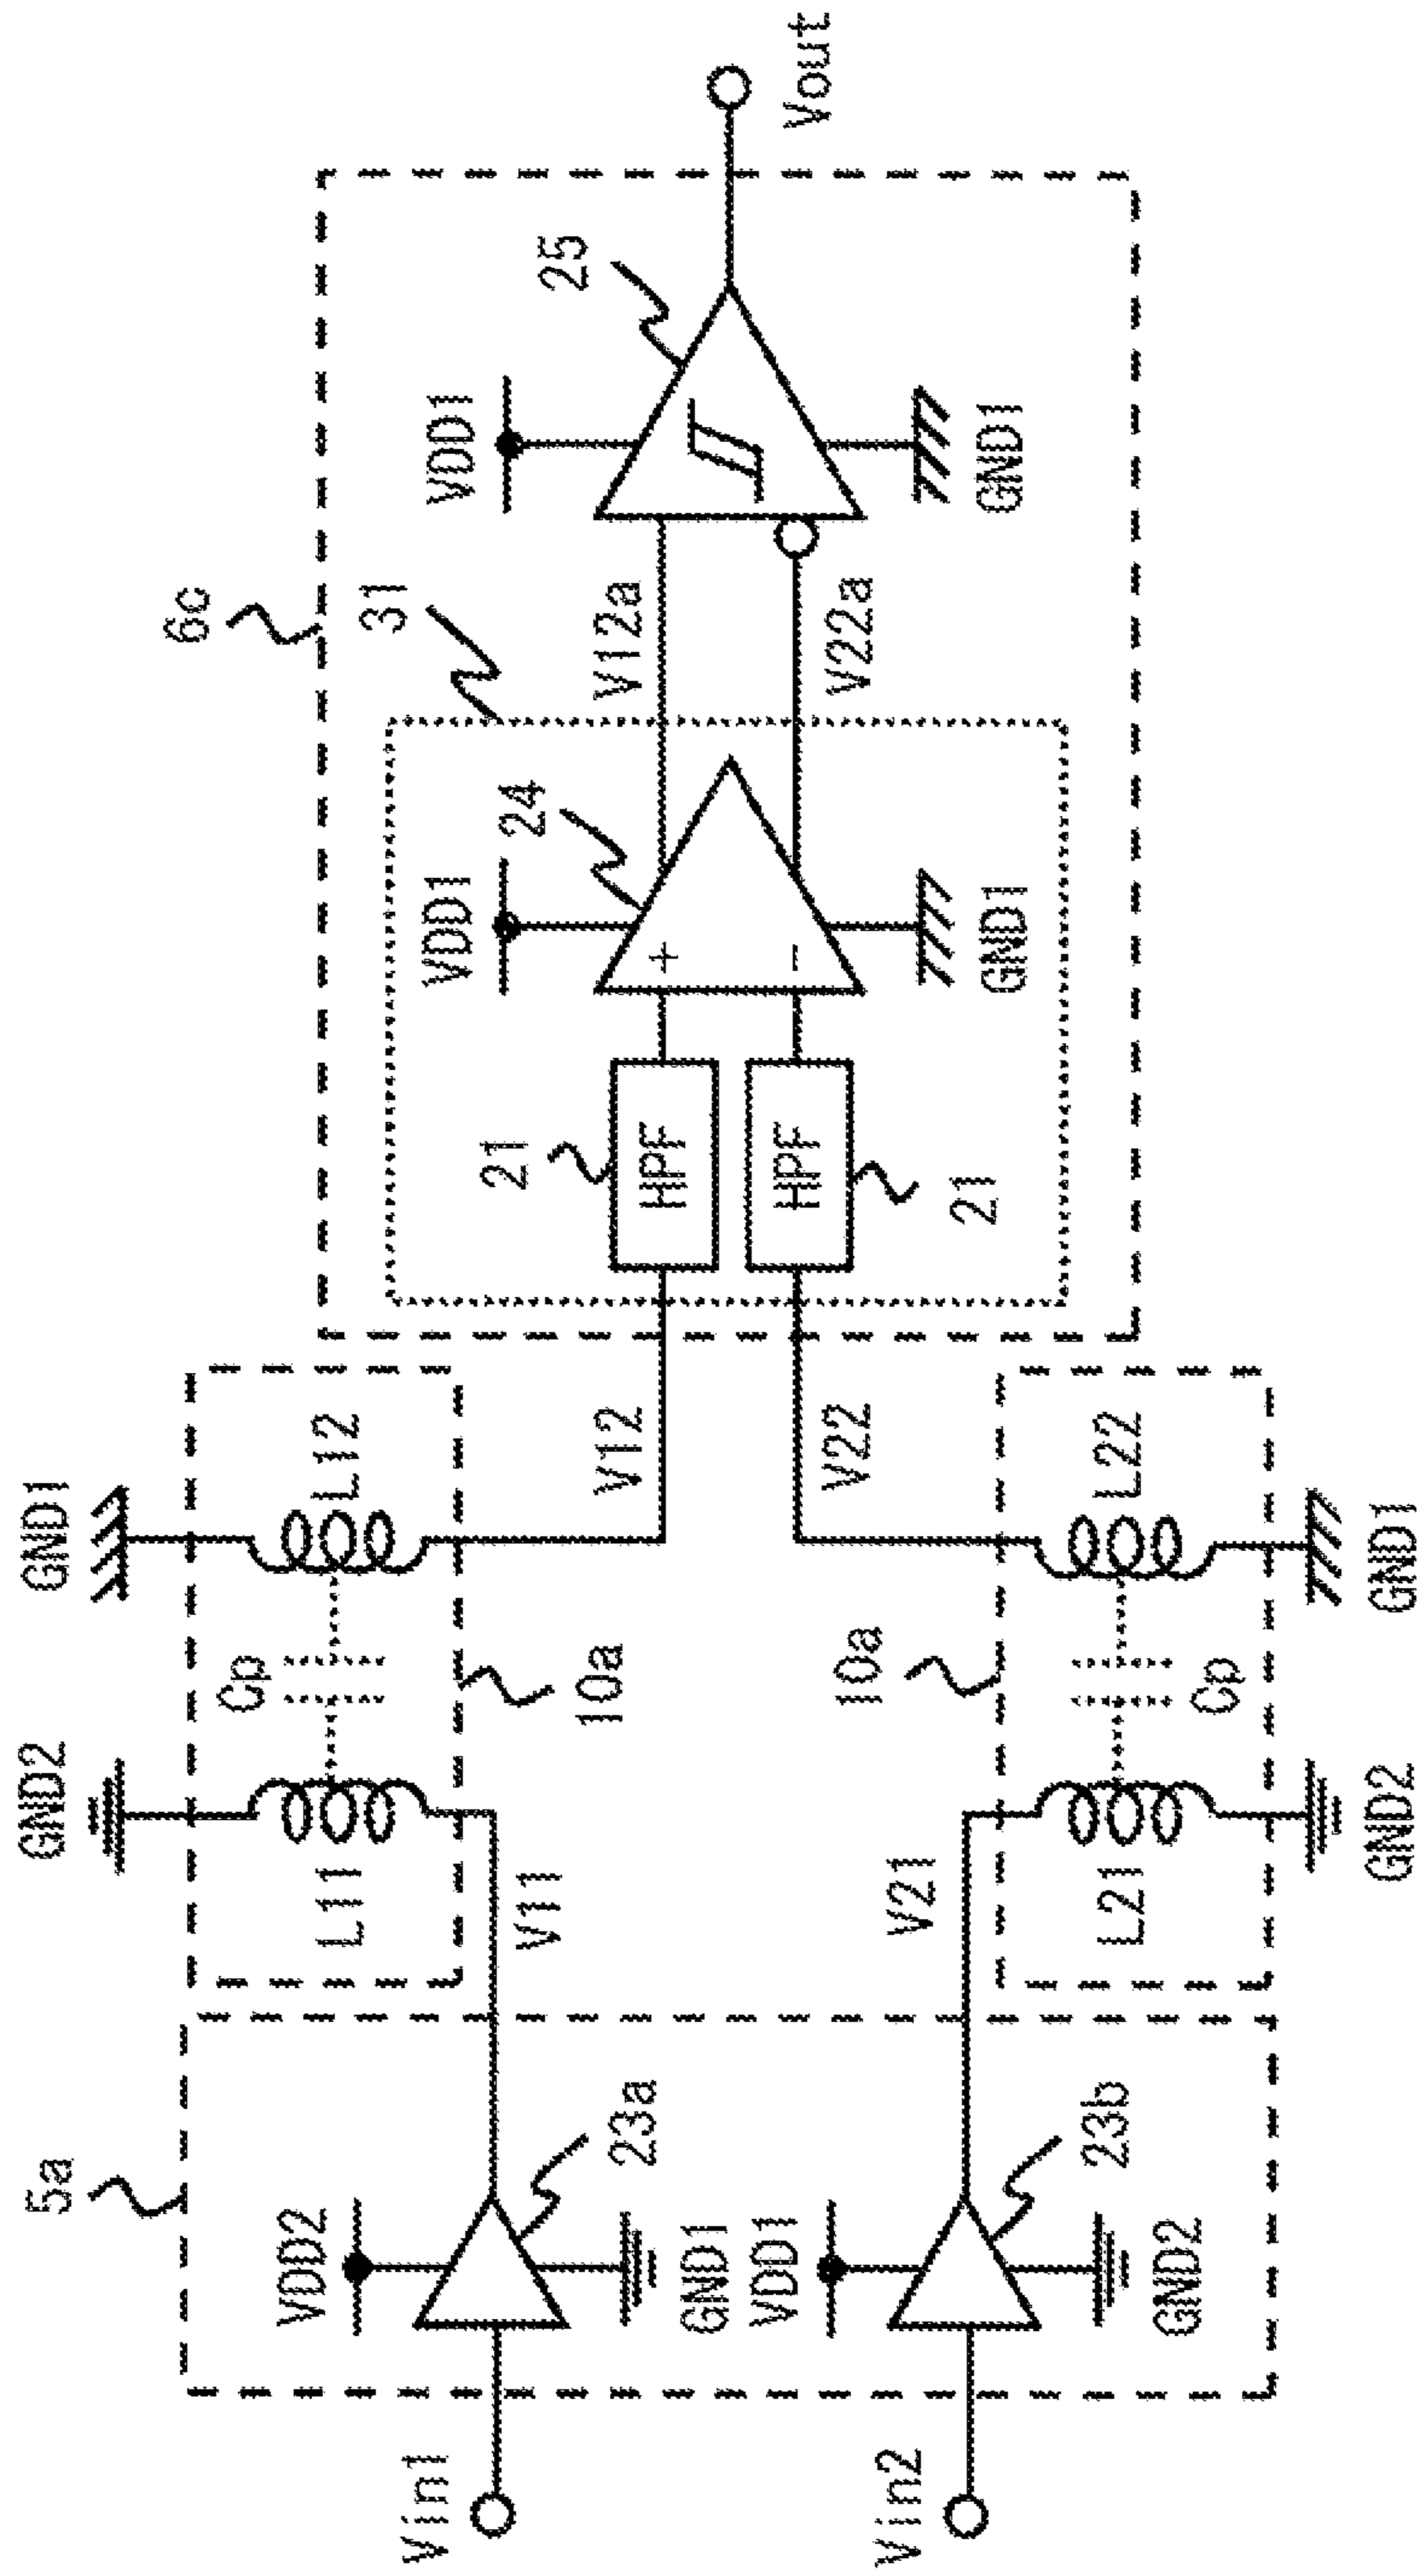 Vin1
Vin2
5a
VDD2
23a
GND1
VDD1
23b
GND2
V11
V21
GND2
GND1
L11
Cp
L12
10a
10a
L21
Cp
L22
GND2
GND1
V12
V22
6c
31
21
HPF
HPF
21
VDD1
24
+
-
GND1
V12a
V22a
VDD1
25
GND1
Vout